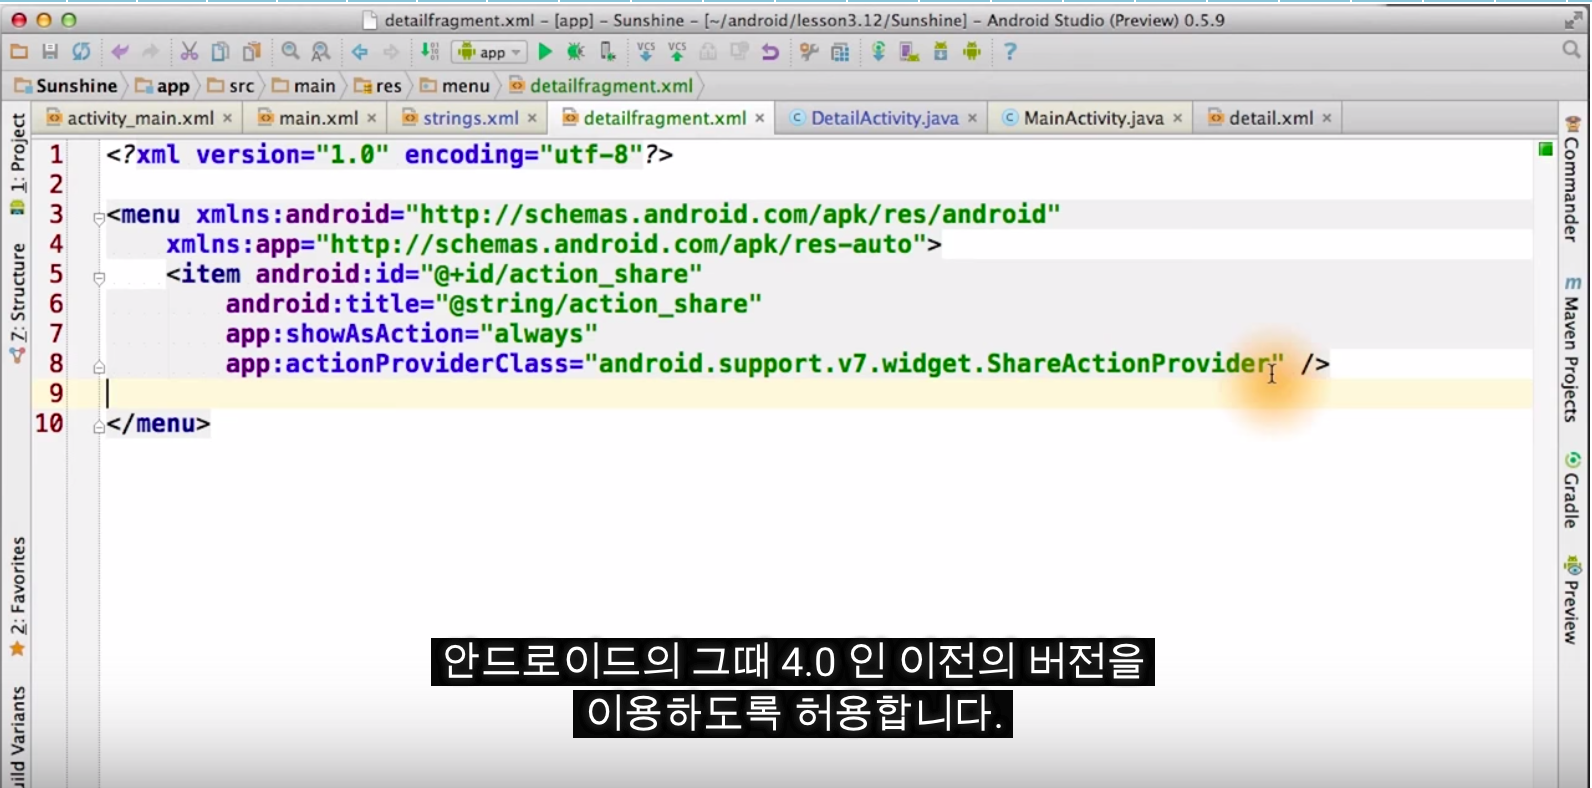 detailfragment.xml – [app] – Sunshine – [~/android/lesson3.12/Sunshine] – Android Studio (Preview) 0.5.9
app
VCS VCS
Sunshine app src main res menu detailfragment.xml
activity_main.xml main.xml strings.xml detailfragment.xml DetailActivity.java MainActivity.java detail.xml
1: Project
7: Structure
2: Favorites
uild Variants
1 <?xml version="1.0" encoding="utf-8"?>
2
3 <menu xmlns:android="http://schemas.android.com/apk/res/android"
4 xmlns:app="http://schemas.android.com/apk/res-auto">
5 <item android:id="@+id/action_share"
6 android:title="@string/action_share"
7 app:showAsAction="always"
8 app:actionProviderClass="android.support.v7.widget.ShareActionProvider" />
9
10 </menu>
Commander
m Maven Projects
Gradle
Preview
안드로이드의 그때 4.0 인 이전의 버전을
이용하도록 허용합니다.